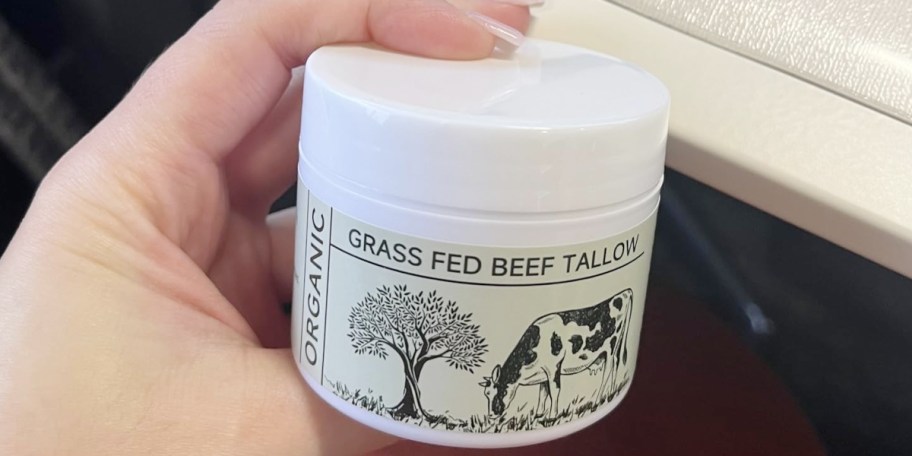 GRASS FED BEEF TALLOW
ORGANIC